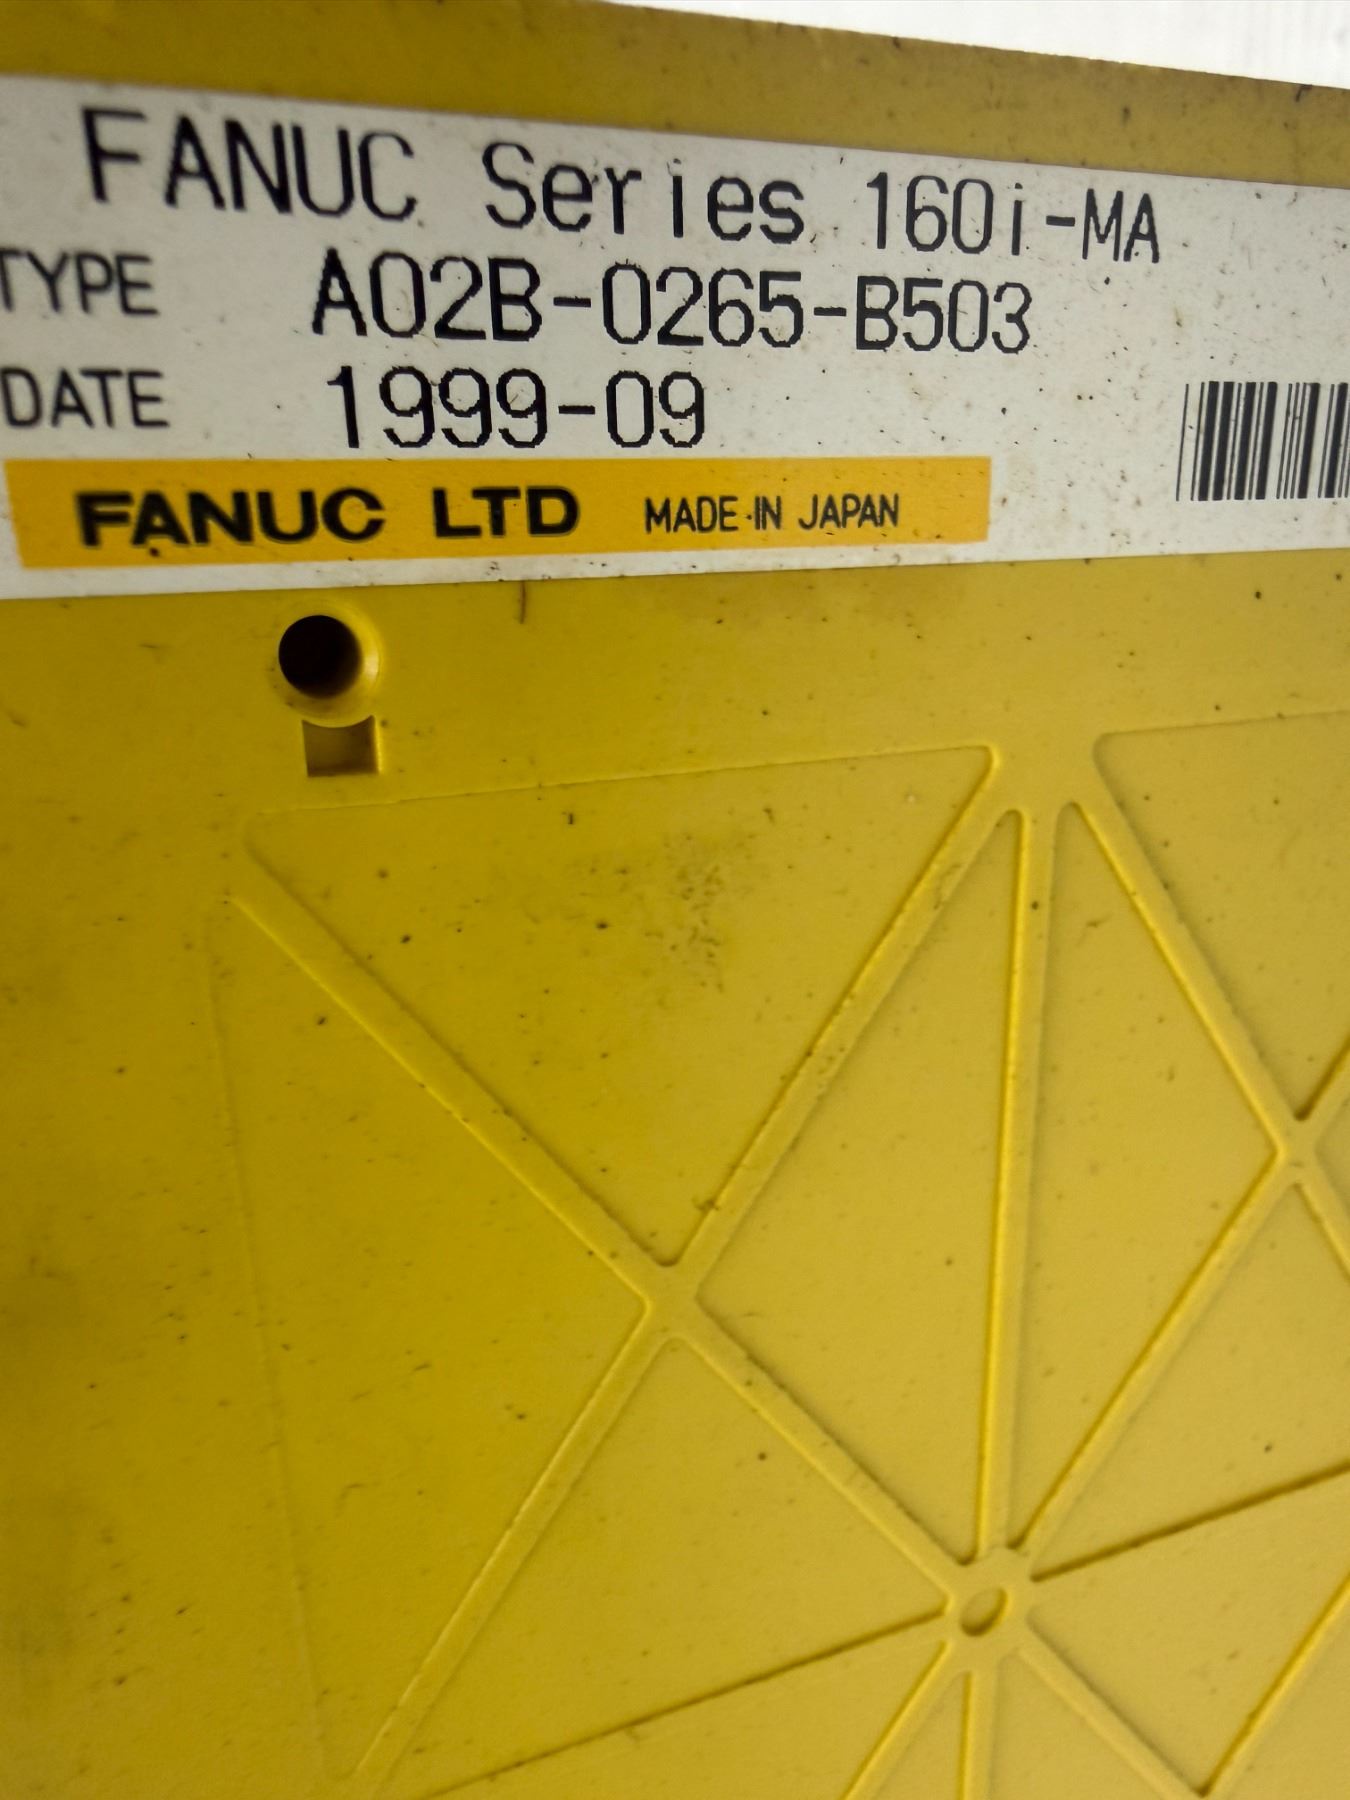 FANUC Series 160i-MA
TYPE A02B-0265-B503
DATE 1999-09
FANUC LTD MADE IN JAPAN